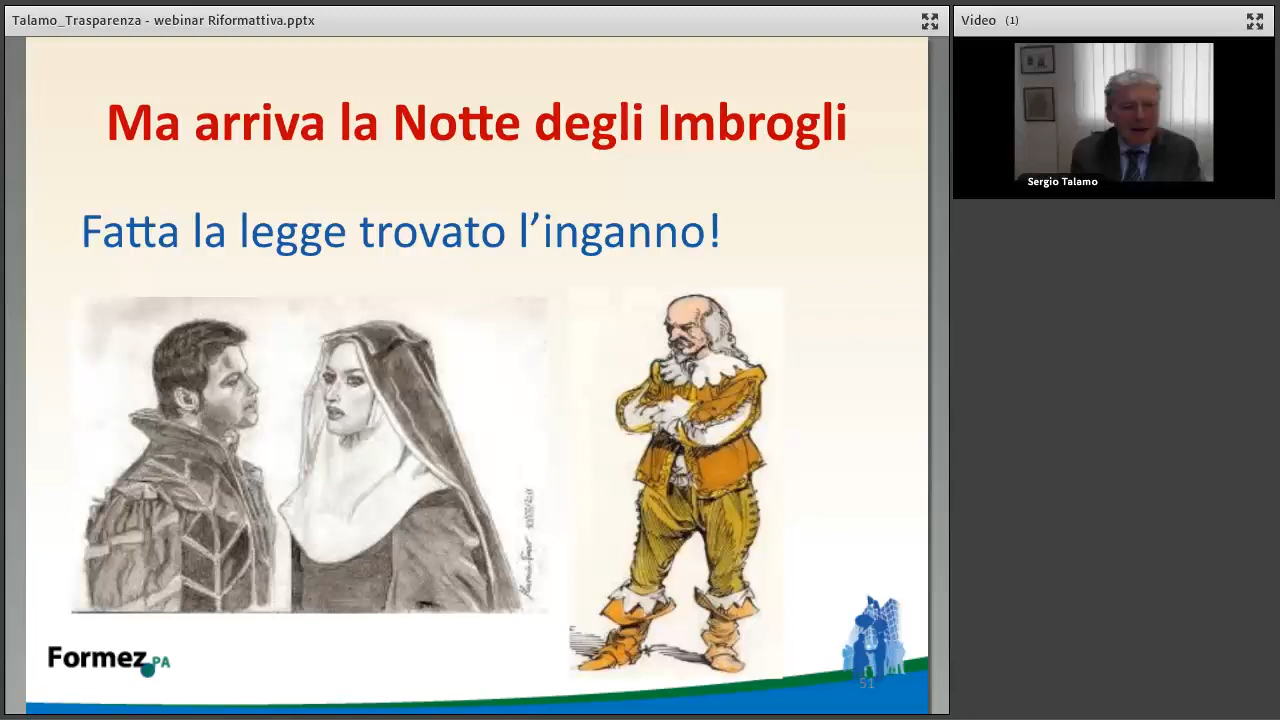 Talamo_Trasparenza - webinar Riformattiva.pptx
Video (1)
Sergio Talamo
Ma arriva la Notte degli Imbrogli
Fatta la legge trovato l’inganno!
Formez PA
51